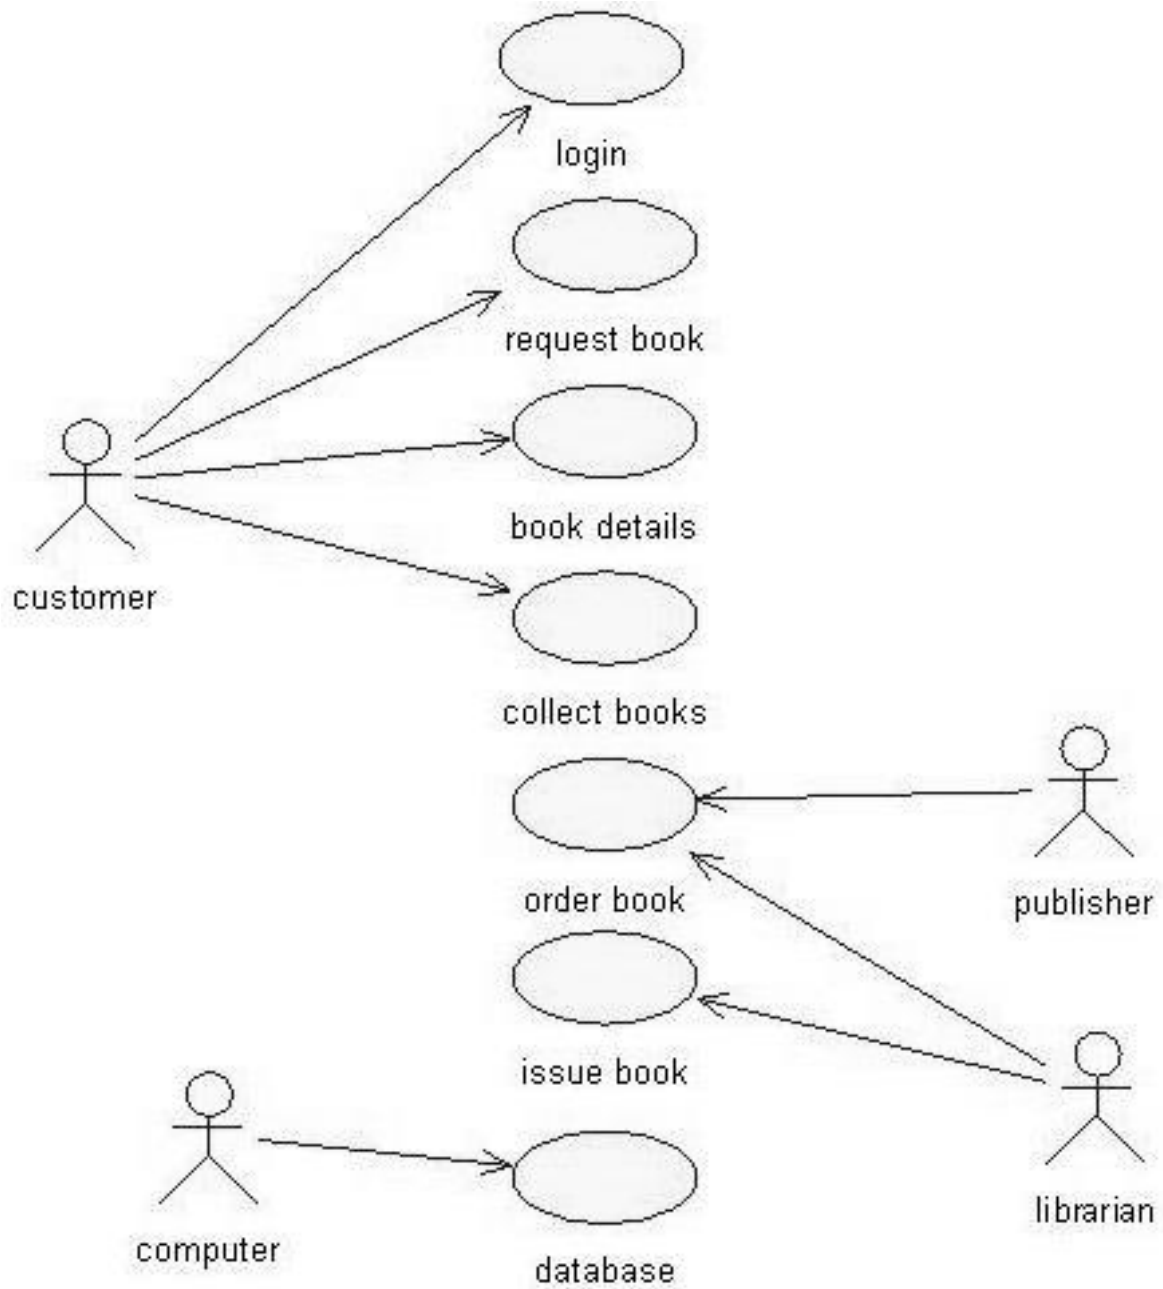 login
request book
book details
customer
collect books
order book
publisher
issue book
librarian
computer
database